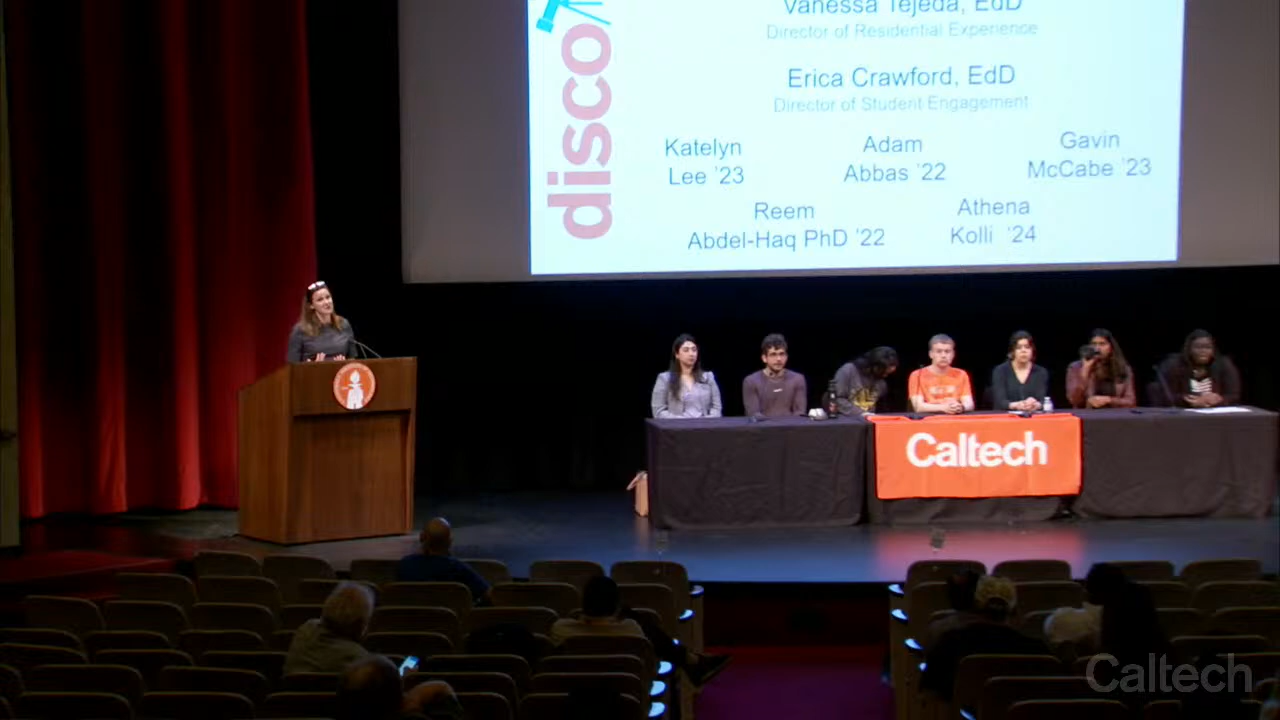 Vanessa Tejeda, EdD
Director of Residential Experience
Erica Crawford, EdD
Director of Student Engagement
Katelyn
Lee '23
Adam
Abbas '22
Gavin
McCabe '23
Reem
Abdel-Haq PhD '22
Athena
Kolli '24
disco
Caltech
Caltech